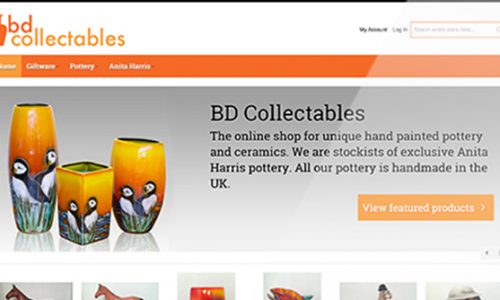 bd
collectables
My Account Log In Search entire store here...
Home Giftware Pottery Anita Harris
BD Collectables
The online shop for unique hand painted pottery
and ceramics. We are stockists of exclusive Anita
Harris pottery. All our pottery is handmade in the
UK.
View featured products